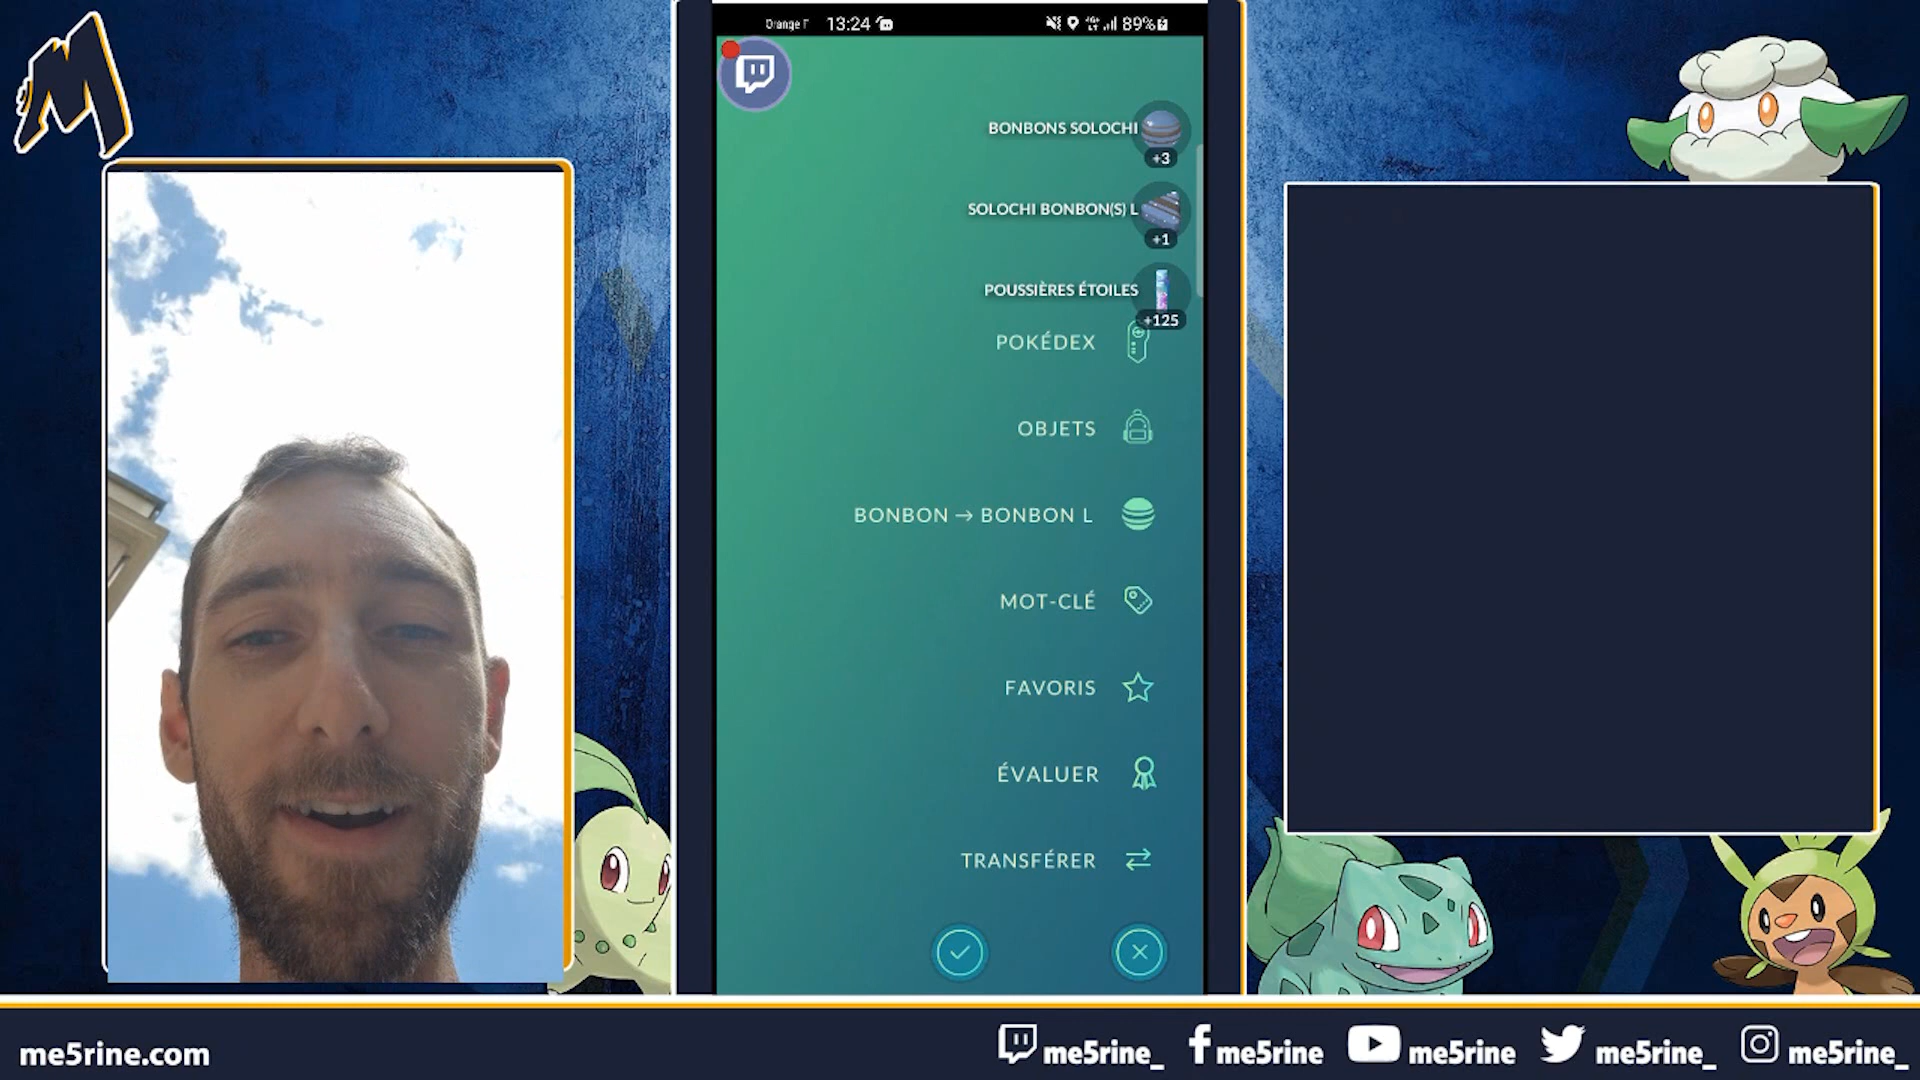 Orange F 13:24 89%
BONBONS SOLOCHI
+3
SOLOCHI BONBON(S) L
+1
POUSSIÈRES ÉTOILES
+125
POKÉDEX
OBJETS
BONBON → BONBON L
MOT-CLÉ
FAVORIS
ÉVALUER
TRANSFÉRER
me5rine.com
me5rine_
me5rine
me5rine
me5rine_
me5rine_